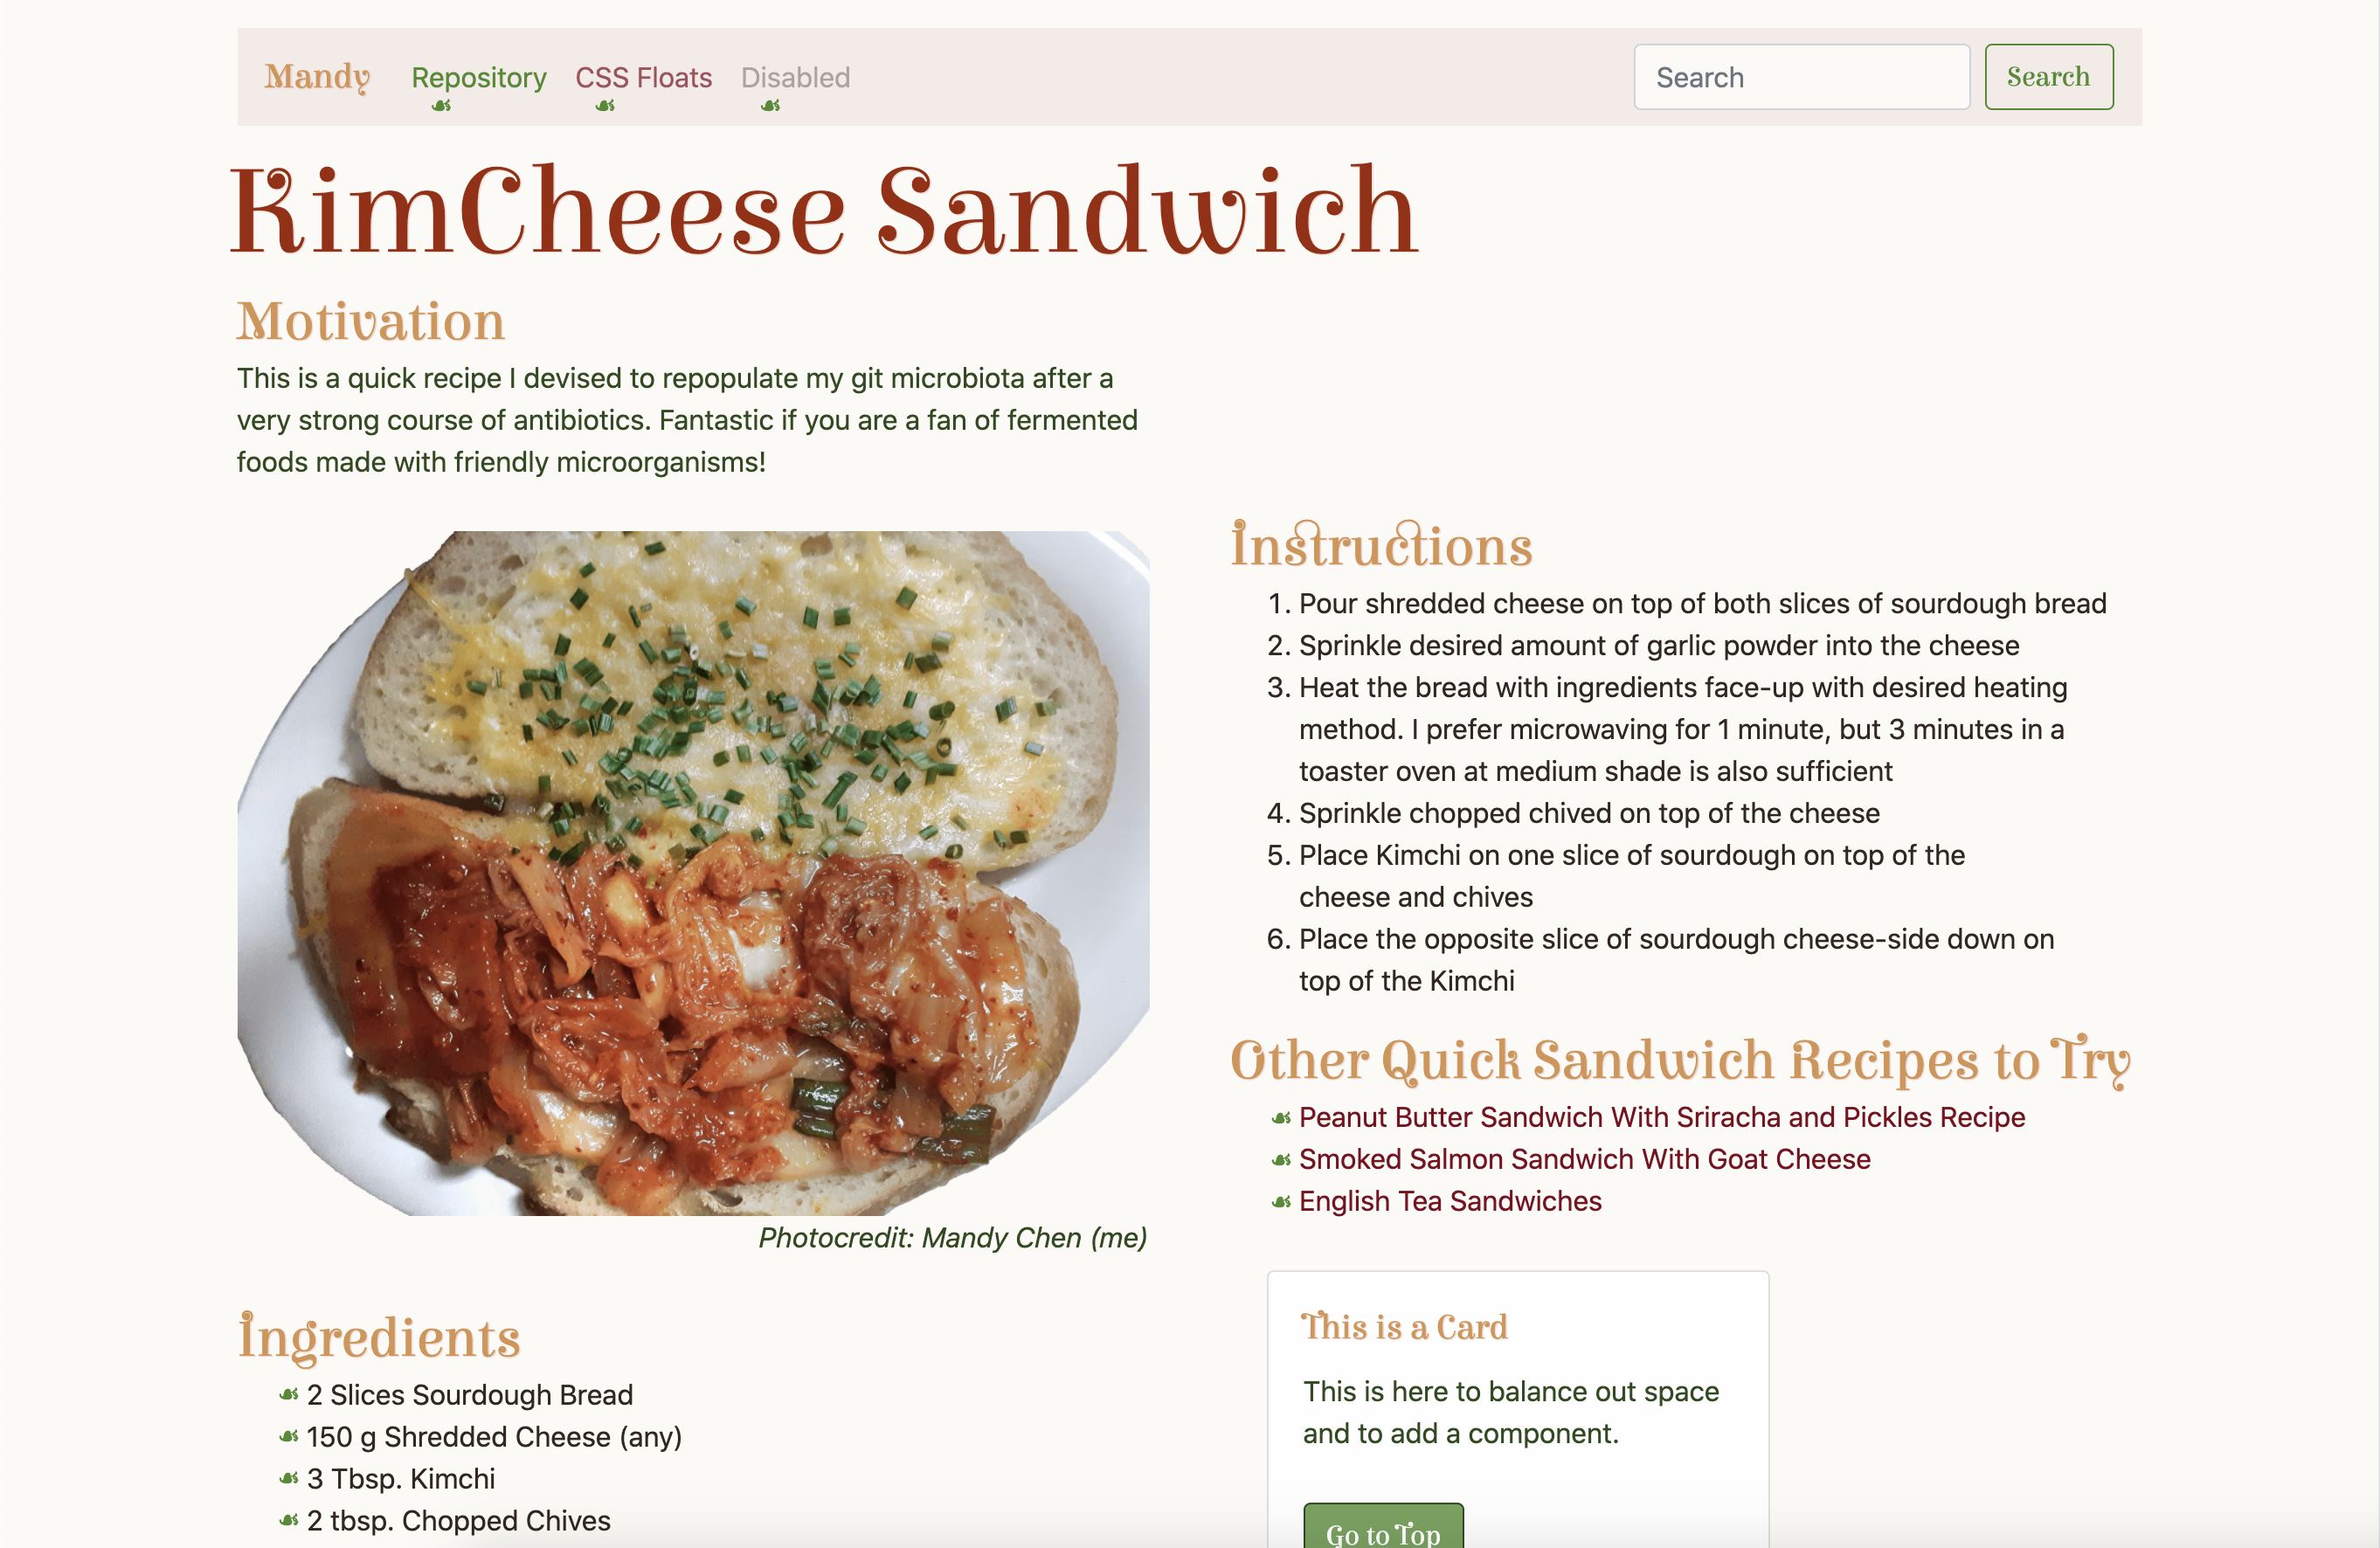 Mandy
Repository
CSS Floats
Disabled
Search
Search
KimCheese Sandwich
Motivation
This is a quick recipe I devised to repopulate my git microbiota after a
very strong course of antibiotics. Fantastic if you are a fan of fermented
foods made with friendly microorganisms!
Photocredit: Mandy Chen (me)
Ingredients
2 Slices Sourdough Bread
150 g Shredded Cheese (any)
3 Tbsp. Kimchi
2 tbsp. Chopped Chives
Instructions
1. Pour shredded cheese on top of both slices of sourdough bread
2. Sprinkle desired amount of garlic powder into the cheese
3. Heat the bread with ingredients face-up with desired heating
method. I prefer microwaving for 1 minute, but 3 minutes in a
toaster oven at medium shade is also sufficient
4. Sprinkle chopped chived on top of the cheese
5. Place Kimchi on one slice of sourdough on top of the
cheese and chives
6. Place the opposite slice of sourdough cheese-side down on
top of the Kimchi
Other Quick Sandwich Recipes to Try
Peanut Butter Sandwich With Sriracha and Pickles Recipe
Smoked Salmon Sandwich With Goat Cheese
English Tea Sandwiches
This is a Card
This is here to balance out space
and to add a component.
Go to Top